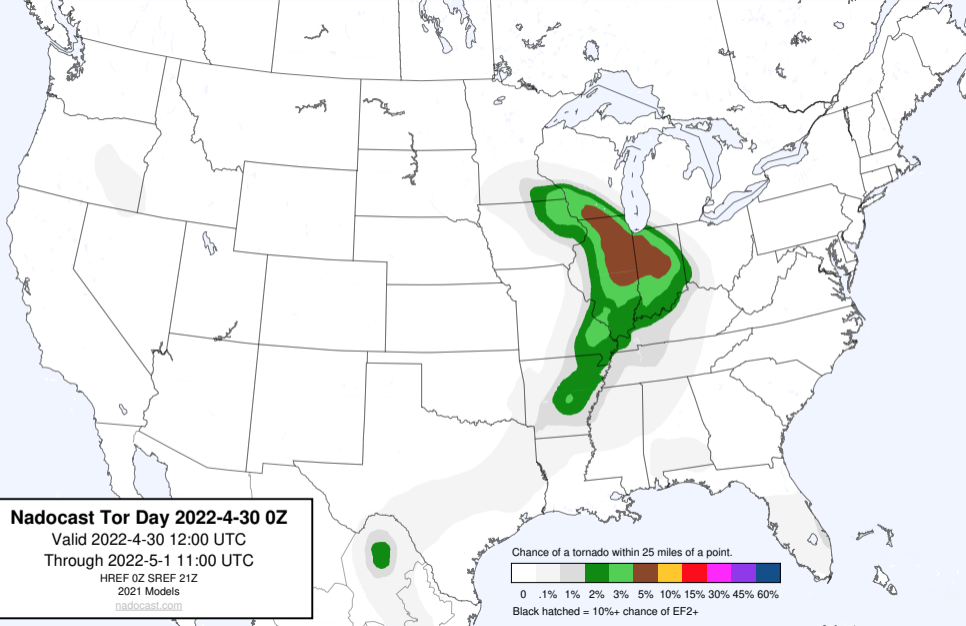 Nadocast Tor Day 2022-4-30 0Z
Valid 2022-4-30 12:00 UTC
Through 2022-5-1 11:00 UTC
HREF 0Z SREF 21Z
2021 Models
nadocast.com
Chance of a tornado within 25 miles of a point.
0 .1% 1% 2% 3% 5% 10% 15% 30% 45% 60%
Black hatched = 10%+ chance of EF2+